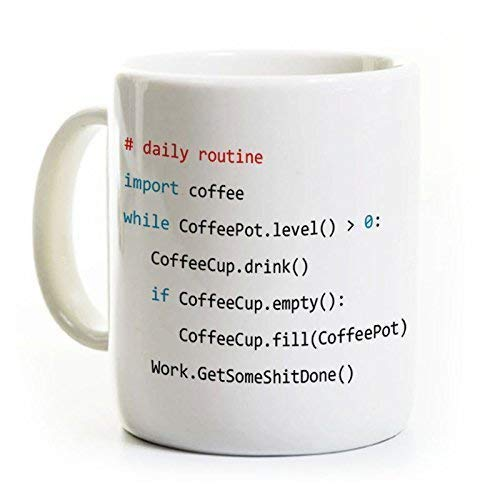 # daily routine
import coffee
while CoffeePot.level() > 0:
    CoffeeCup.drink()
    if CoffeeCup.empty():
        CoffeeCup.fill(CoffeePot)
    Work.GetSomeShitDone()